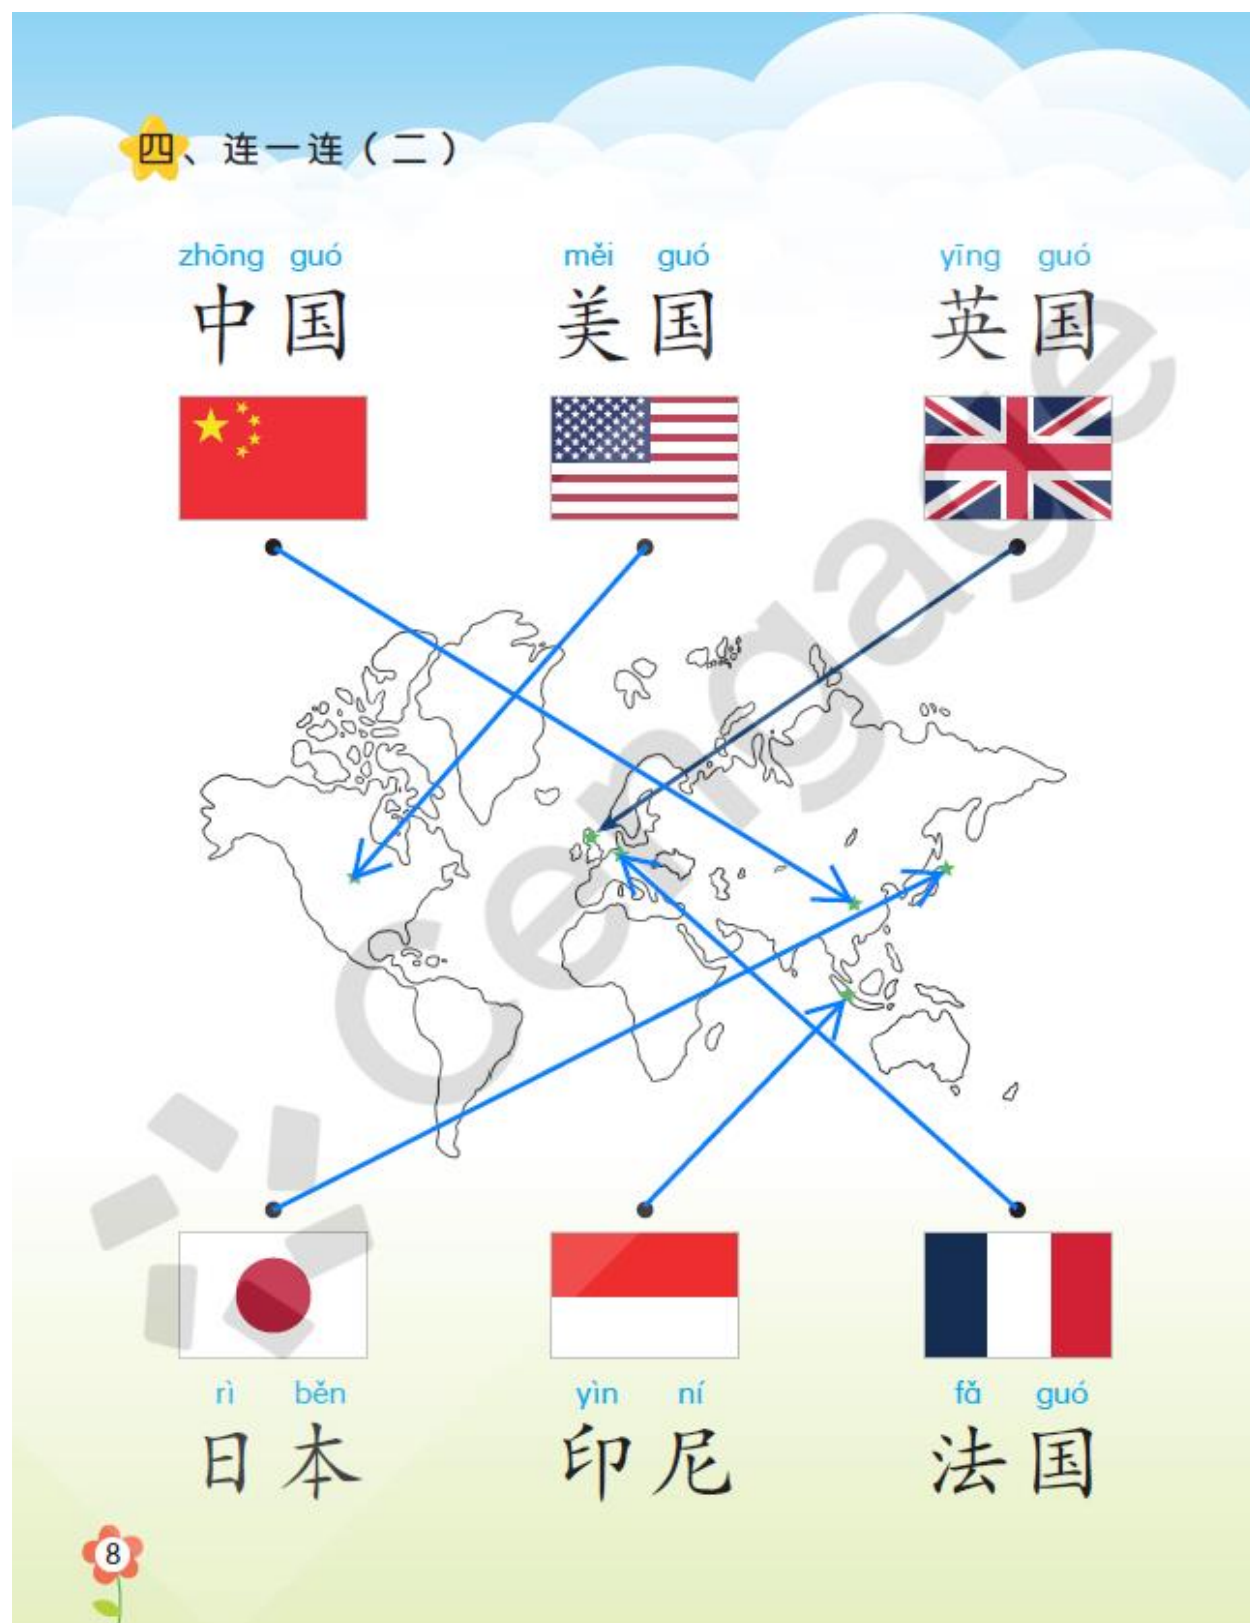 四、连一连（二）
zhōng guó měi guó yīng guó
中国 美国 英国
Cengage
rì běn yìn ní fǎ guó
日本 印尼 法国
8